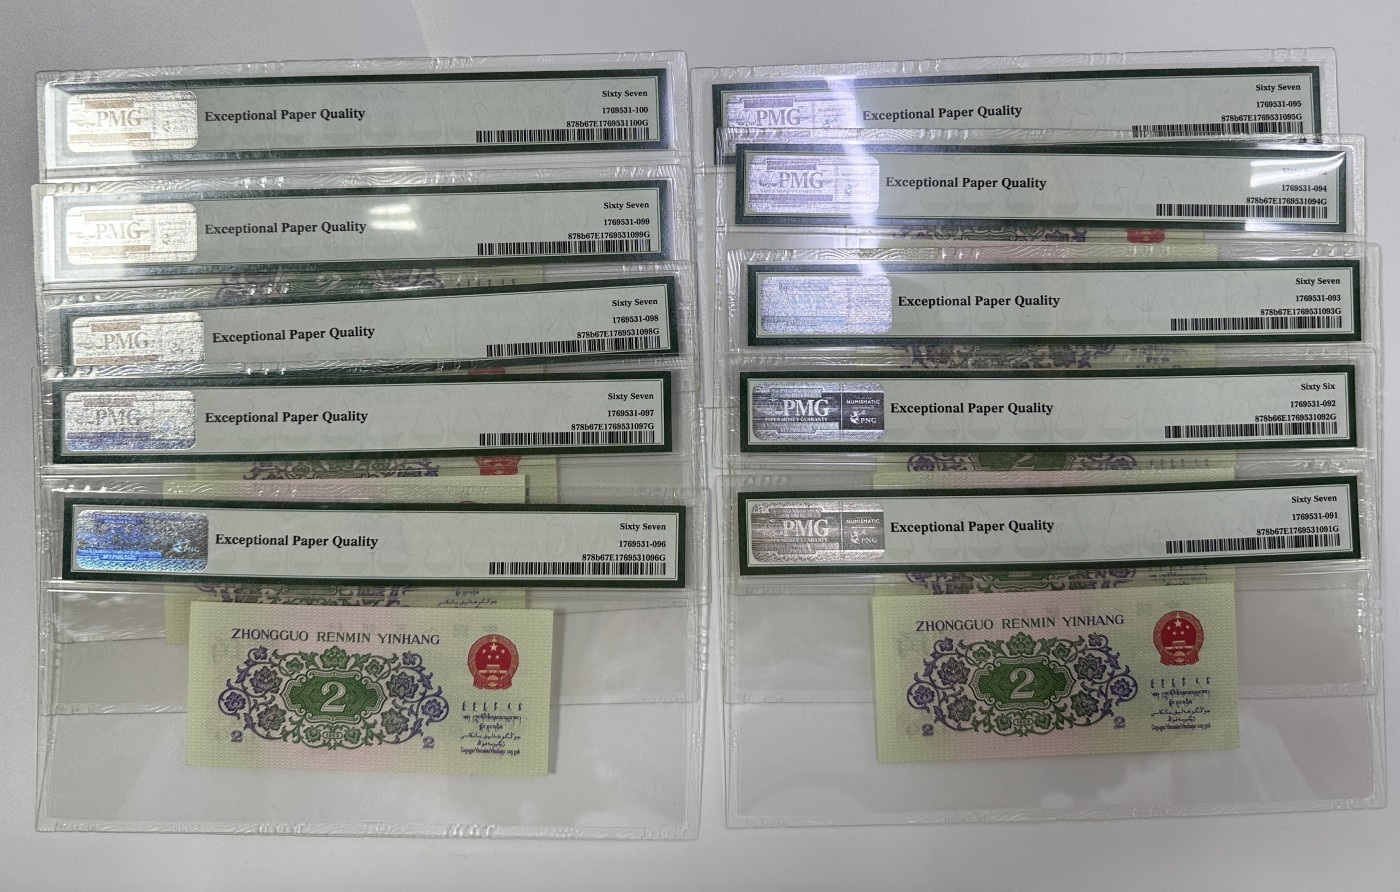 PMG
Exceptional Paper Quality
Sixty Seven
1769531-100
878b67E1769531100G
PMG
Exceptional Paper Quality
Sixty Seven
1769531-099
878b67E1769531099G
PMG
Exceptional Paper Quality
Sixty Seven
1769531-098
878b67E1769531098G
PMG
Exceptional Paper Quality
Sixty Seven
1769531-097
878b67E1769531097G
Exceptional Paper Quality
Sixty Seven
1769531-096
878b67E1769531096G
ZHONGGUO RENMIN YINHANG
2
2
2
PMG
Exceptional Paper Quality
1769531-095
878b67E1769531095G
PMG
Exceptional Paper Quality
1769531-094
878b67E1769531094G
Exceptional Paper Quality
Sixty Seven
1769531-093
878b67E1769531093G
PMG
PAPER MONEY GUARANTY
NUMISMATIC
PNG
Exceptional Paper Quality
Sixty Six
1769531-092
878b66E1769531092G
PMG
NUMISMATIC
PNG
Exceptional Paper Quality
Sixty Seven
1769531-091
878b67E1769531091G
ZHONGGUO RENMIN YINHANG
2
2
2